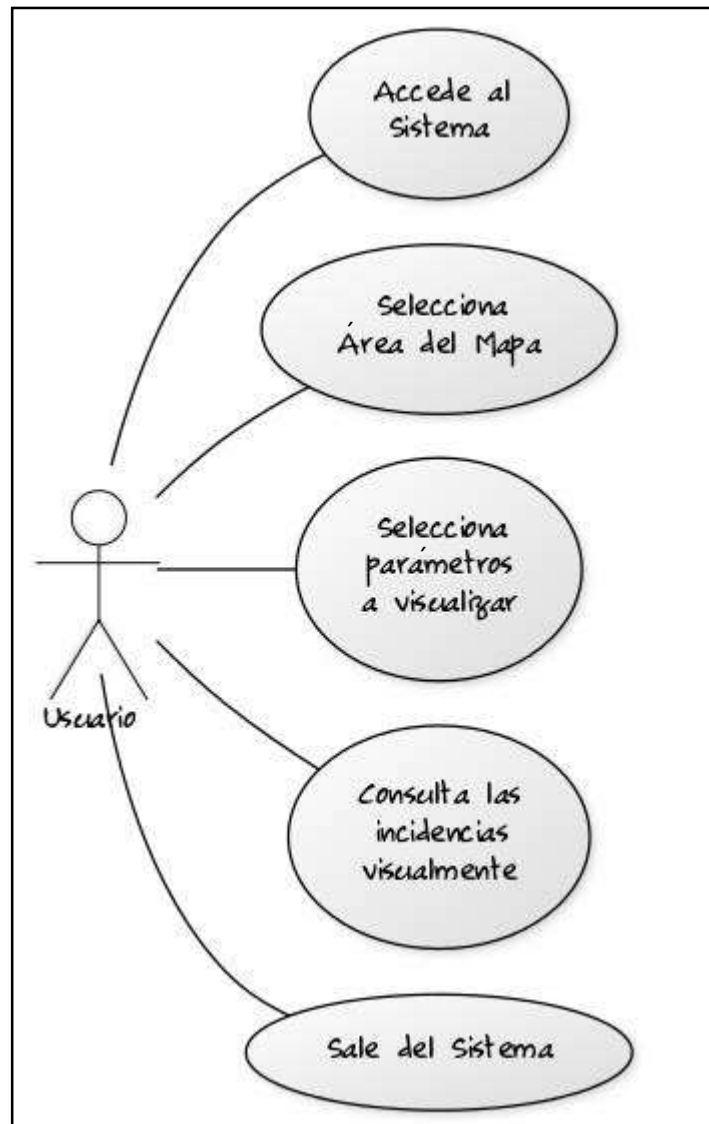 Accede al
Sistema
Selecciona
Área del Mapa
Selecciona
parámetros
a visualizar
Usuario
Consulta las
incidencias
visualmente
Sale del Sistema